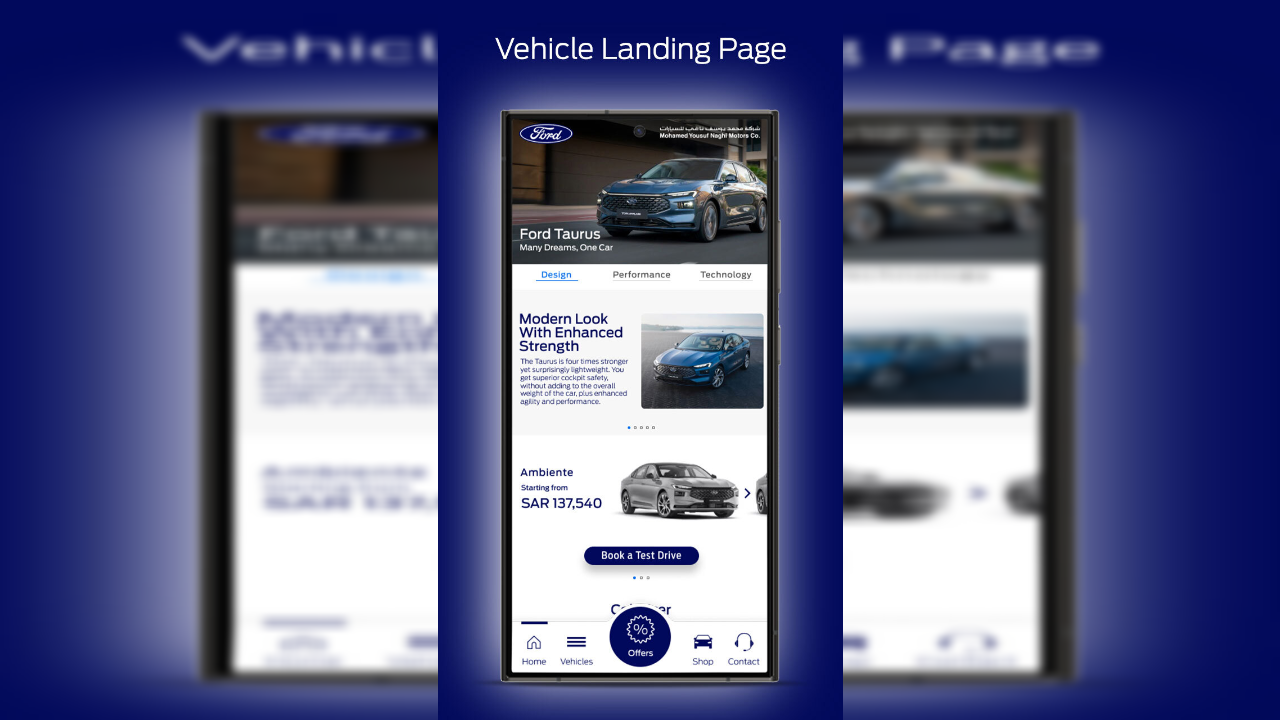 Vehicle Landing Page
Ford
شركة محمد يوسف ناغي للسيارات
Mohamed Yousuf Naghi Motors Co.
Ford Taurus
Many Dreams, One Car
Design
Performance
Technology
Modern Look
With Enhanced
Strength
The Taurus is four times stronger
yet surprisingly lightweight. You
get superior cockpit safety,
without adding to the overall
weight of the car, plus enhanced
agility and performance.
Ambiente
Starting from
SAR 137,540
Book a Test Drive
%
Home
Vehicles
Offers
Shop
Contact